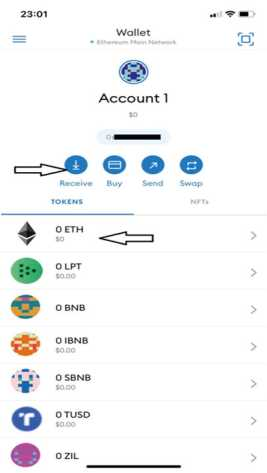 23:01
Wallet
Ethereum Main Network
Account 1
$0
Receive Buy Send Swap
TOKENS NFTs
0 ETH
$0
0 LPT
$0.00
0 BNB
0 IBNB
$0.00
0 SBNB
$0.00
0 TUSD
$0.00
0 ZIL